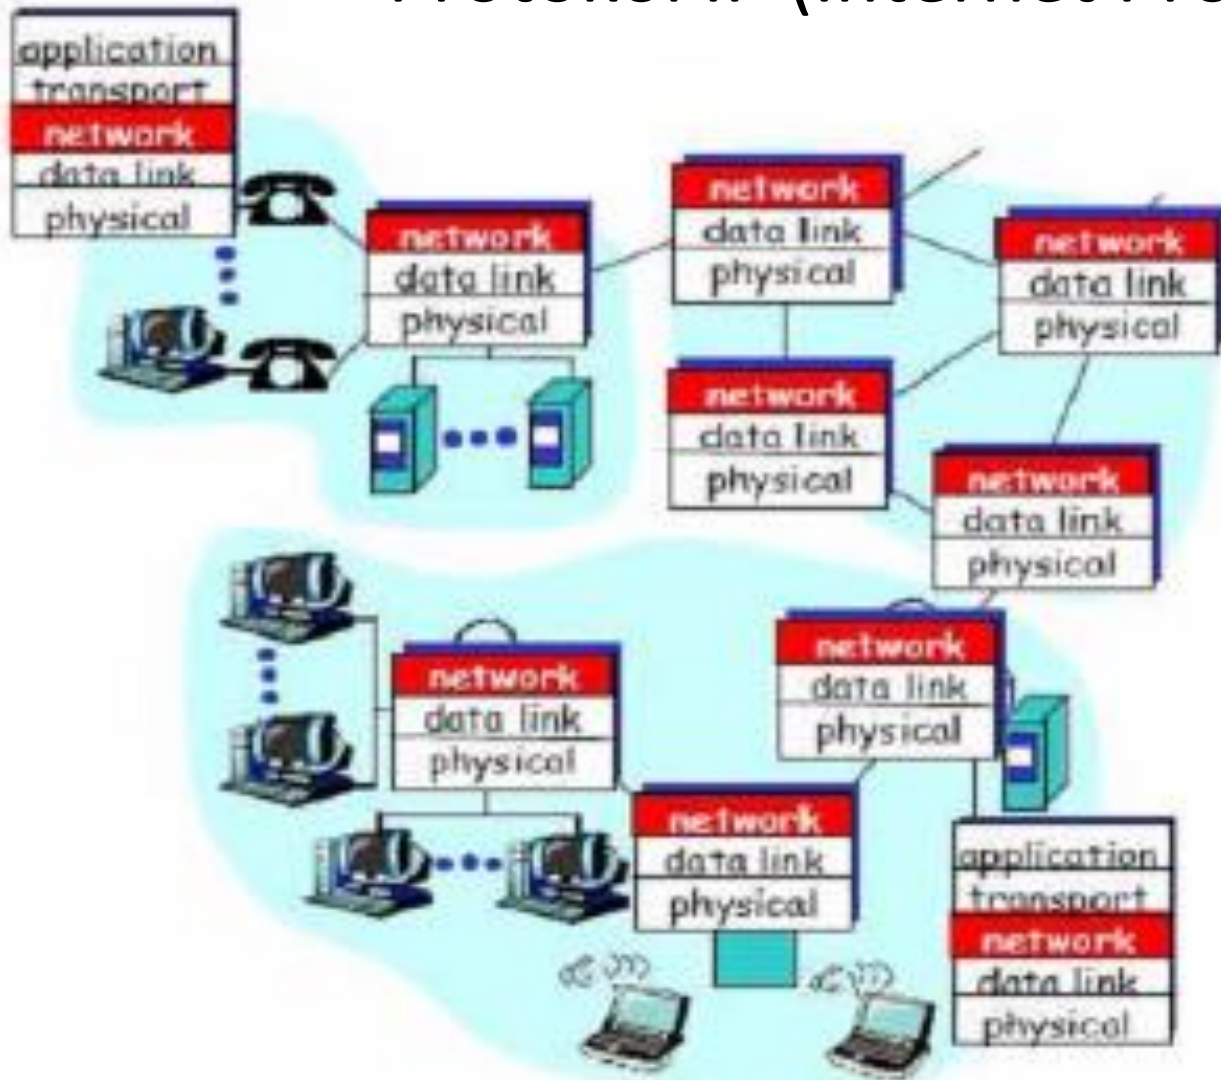 application
transport
network
data link
physical
network
data link
physical
network
data link
physical
network
data link
physical
network
data link
physical
network
data link
physical
network
data link
physical
network
data link
physical
network
data link
physical
application
transport
network
data link
physical